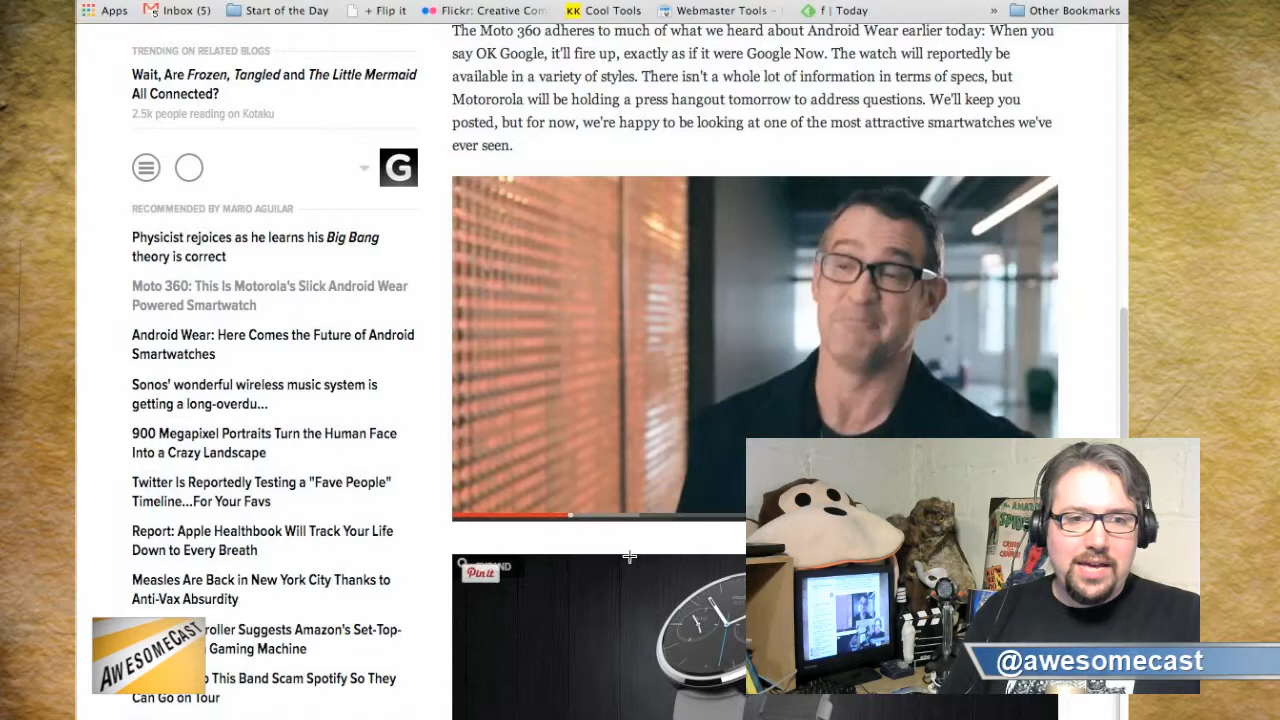 Apps
Inbox (5)
Start of the Day
+ Flip it
Flickr: Creative Com
KK Cool Tools
Webmaster Tools -
f | Today
»
Other Bookmarks
TRENDING ON RELATED BLOGS
Wait, Are Frozen, Tangled and The Little Mermaid
All Connected?
2.5k people reading on Kotaku
G
RECOMMENDED BY MARIO AGUILAR
Physicist rejoices as he learns his Big Bang
theory is correct
Moto 360: This Is Motorola's Slick Android Wear
Powered Smartwatch
Android Wear: Here Comes the Future of Android
Smartwatches
Sonos' wonderful wireless music system is
getting a long-overdu...
900 Megapixel Portraits Turn the Human Face
Into a Crazy Landscape
Twitter Is Reportedly Testing a "Fave People"
Timeline...For Your Favs
Report: Apple Healthbook Will Track Your Life
Down to Every Breath
Measles Are Back in New York City Thanks to
Anti-Vax Absurdity
roller Suggests Amazon's Set-Top-
Gaming Machine
This Band Scam Spotify So They
Can Go on Tour
The Moto 360 adheres to much of what we heard about Android Wear earlier today: When you
say OK Google, it'll fire up, exactly as if it were Google Now. The watch will reportedly be
available in a variety of styles. There isn't a whole lot of information in terms of specs, but
Motororola will be holding a press hangout tomorrow to address questions. We'll keep you
posted, but for now, we're happy to be looking at one of the most attractive smartwatches we've
ever seen.
Pin it
THE AMAZING
AWESOMECAST
@awesomecast